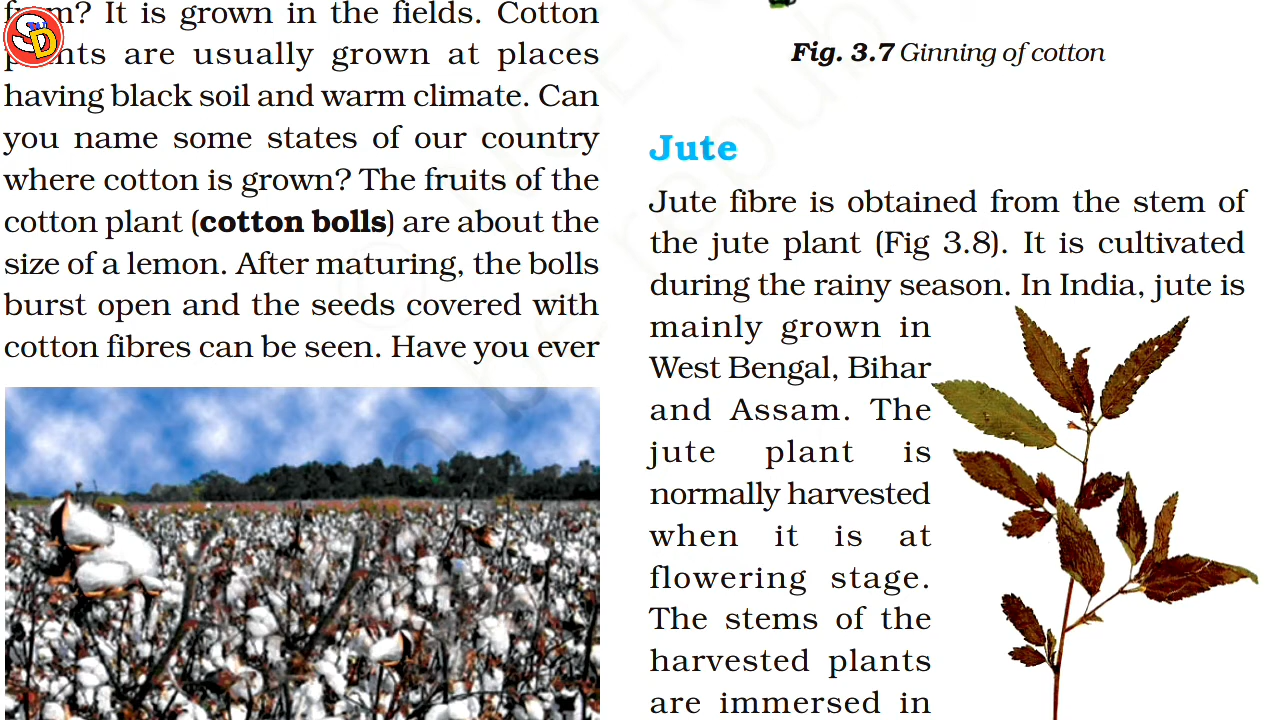 from? It is grown in the fields. Cotton
plants are usually grown at places
having black soil and warm climate. Can
you name some states of our country
where cotton is grown? The fruits of the
cotton plant (cotton bolls) are about the
size of a lemon. After maturing, the bolls
burst open and the seeds covered with
cotton fibres can be seen. Have you ever
Fig. 3.7 Ginning of cotton
Jute
Jute fibre is obtained from the stem of
the jute plant (Fig 3.8). It is cultivated
during the rainy season. In India, jute is
mainly grown in
West Bengal, Bihar
and Assam. The
jute plant is
normally harvested
when it is at
flowering stage.
The stems of the
harvested plants
are immersed in
SD